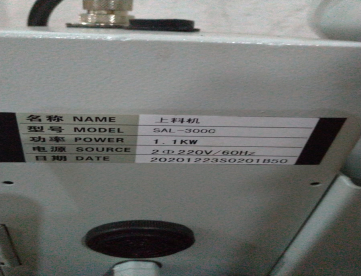 名称 NAME 上料机
型号 MODEL SAL-300C
功率 POWER 1.1KW
电源 SOURCE 2Φ220V/60Hz
日期 DATE 20201223S0201B50